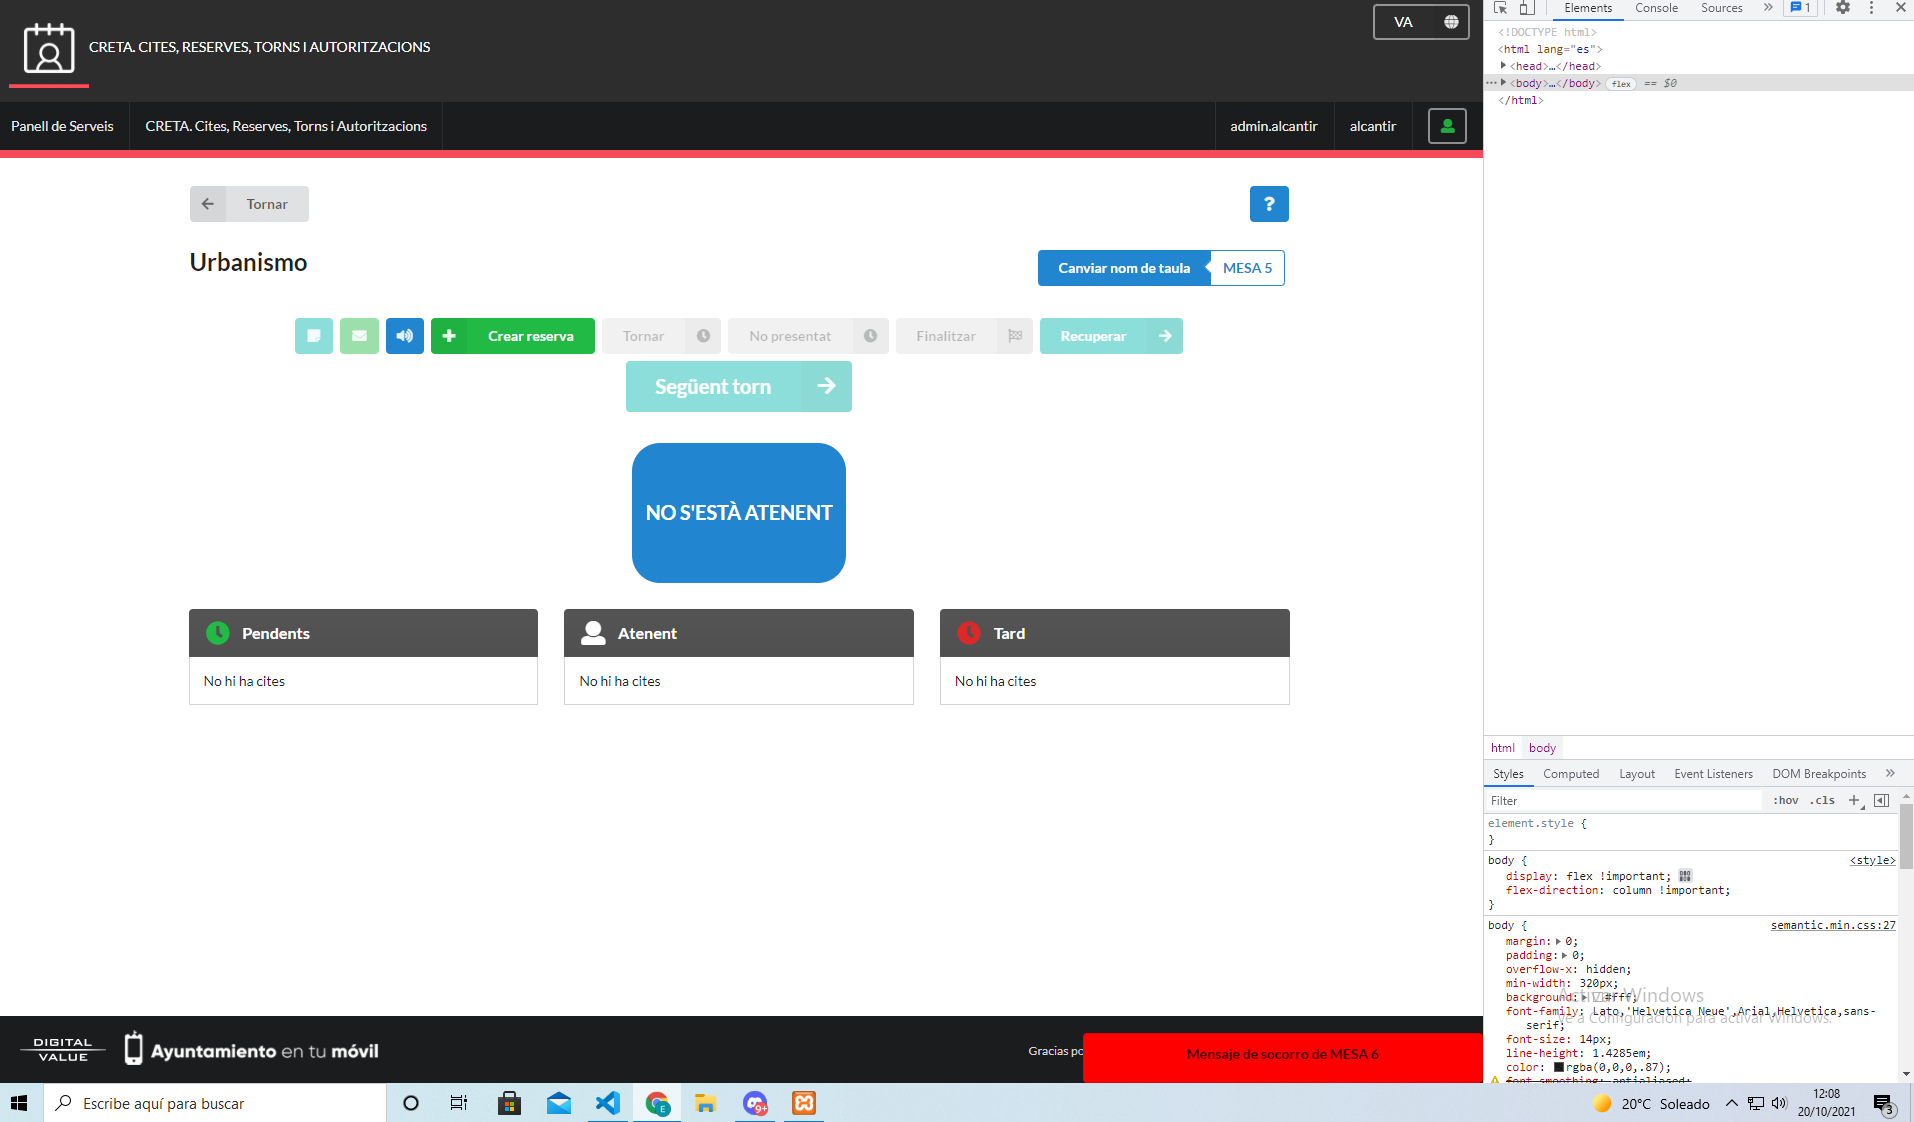 CRETA. CITES, RESERVES, TORNS I AUTORITZACIONS
VA
Panell de Serveis
CRETA. Cites, Reserves, Torns i Autoritzacions
admin.alcantir
alcantir
Tornar
?
Urbanismo
Canviar nom de taula
MESA 5
Crear reserva
Tornar
No presentat
Finalitzar
Recuperar
Següent torn
NO S'ESTÀ ATENENT
Pendents
Atenent
Tard
No hi ha cites
No hi ha cites
No hi ha cites
DIGITAL
VALUE
Ayuntamiento en tu móvil
Gracias po
Mensaje de socorro de MESA 6
Elements
Console
Sources
1
<!DOCTYPE html>
<html lang="es">
<head>…</head>
<body>…</body> flex == $0
</html>
html
body
Styles
Computed
Layout
Event Listeners
DOM Breakpoints
Filter
:hov
.cls
element.style {
}
body {
<style>
display: flex !important;
flex-direction: column !important;
}
body {
semantic.min.css:27
margin: 0;
padding: 0;
overflow-x: hidden;
min-width: 320px;
background: #fff;
font-family: Lato,'Helvetica Neue',Arial,Helvetica,sans-
serif;
font-size: 14px;
line-height: 1.4285em;
color: rgba(0,0,0,.87);
font-smoothing: antialiased;
Activar Windows
Ve a Configuración para activar Windows.
Escribe aquí para buscar
E
9+
20°C
Soleado
12:08
20/10/2021
3